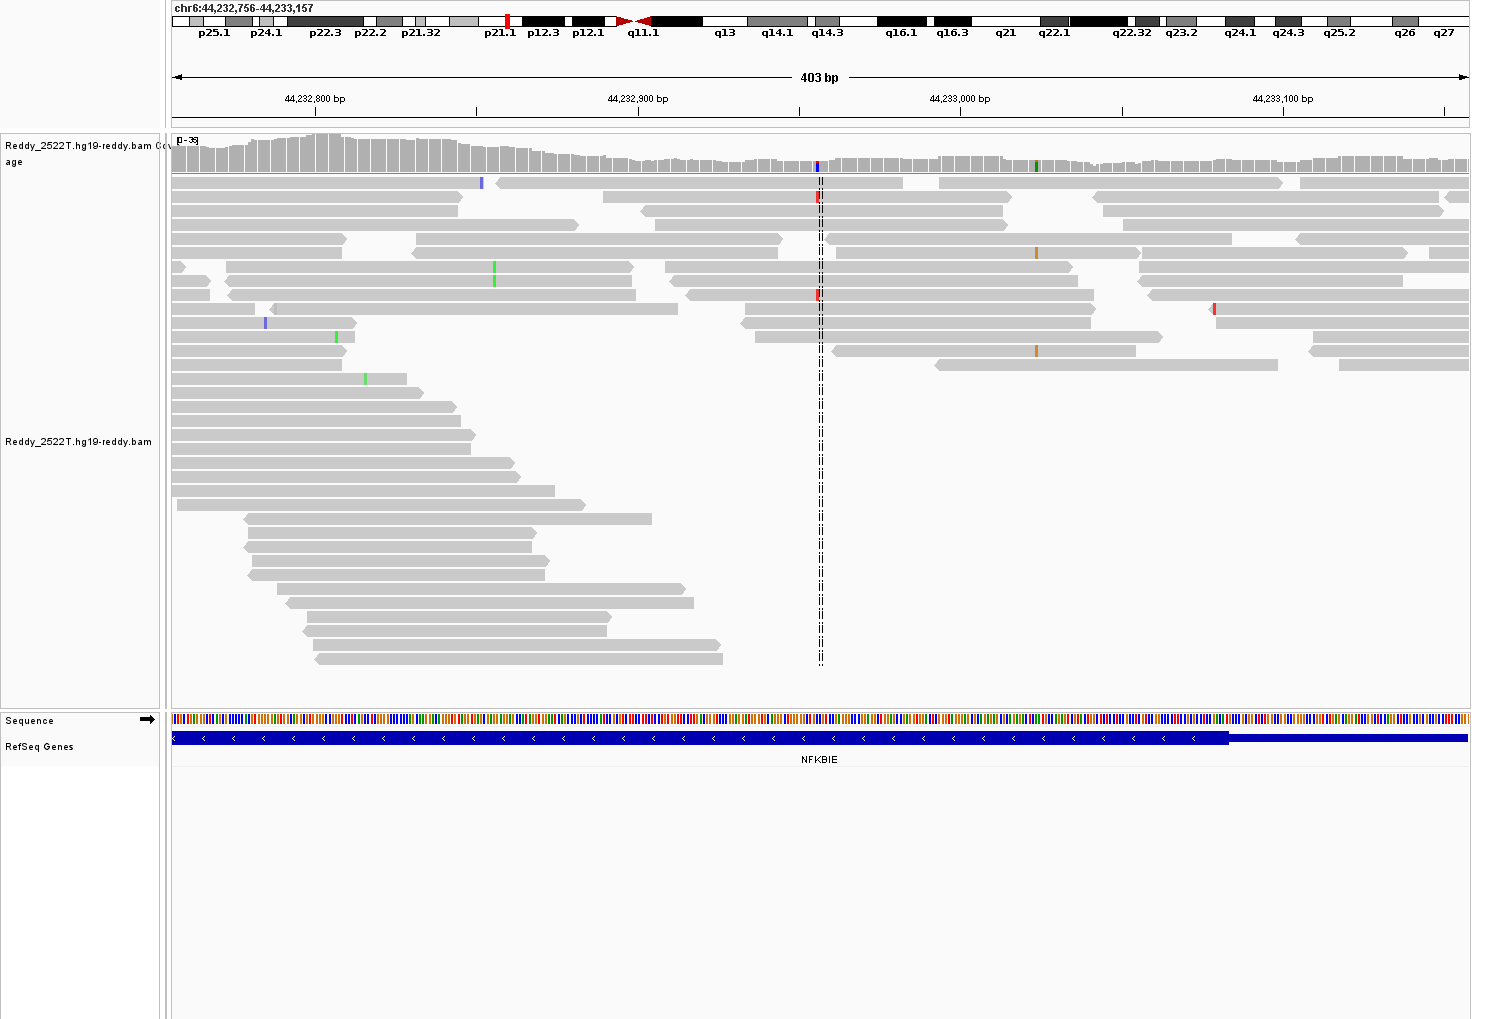 chr6:44,232,756-44,233,157
p25.1 p24.1 p22.3 p22.2 p21.32 p21.1 p12.3 p12.1 q11.1 q13 q14.1 q14.3 q16.1 q16.3 q21 q22.1 q22.32 q23.2 q24.1 q24.3 q25.2 q26 q27
403 bp
44,232,800 bp 44,232,900 bp 44,233,000 bp 44,233,100 bp
Reddy_2522T.hg19-reddy.bam Cov
age
Reddy_2522T.hg19-reddy.bam
Sequence
RefSeq Genes
NFKBIE